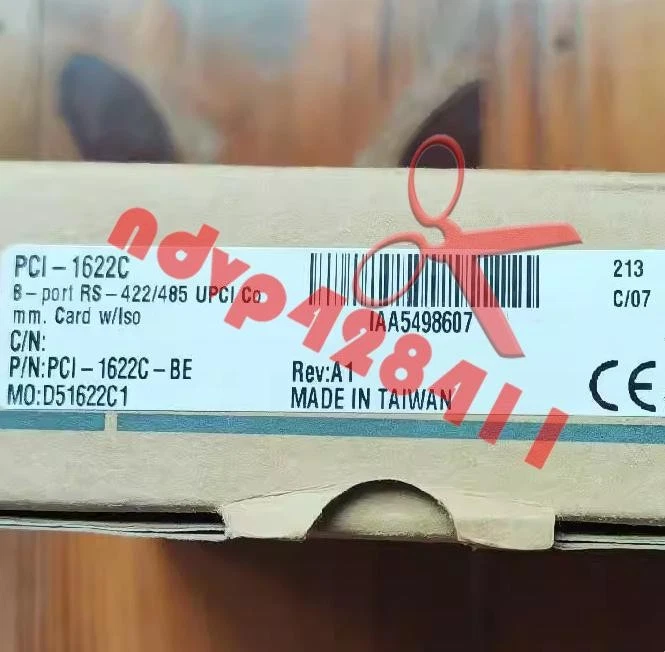 PCI-1622C
8-port RS-422/485 UPCI Co
mm. Card w/Iso
C/N:
P/N:PCI-1622C-BE
MO:D51622C1
IAA5498607
Rev:A1
MADE IN TAIWAN
213
C/07
CE
ndyp428411